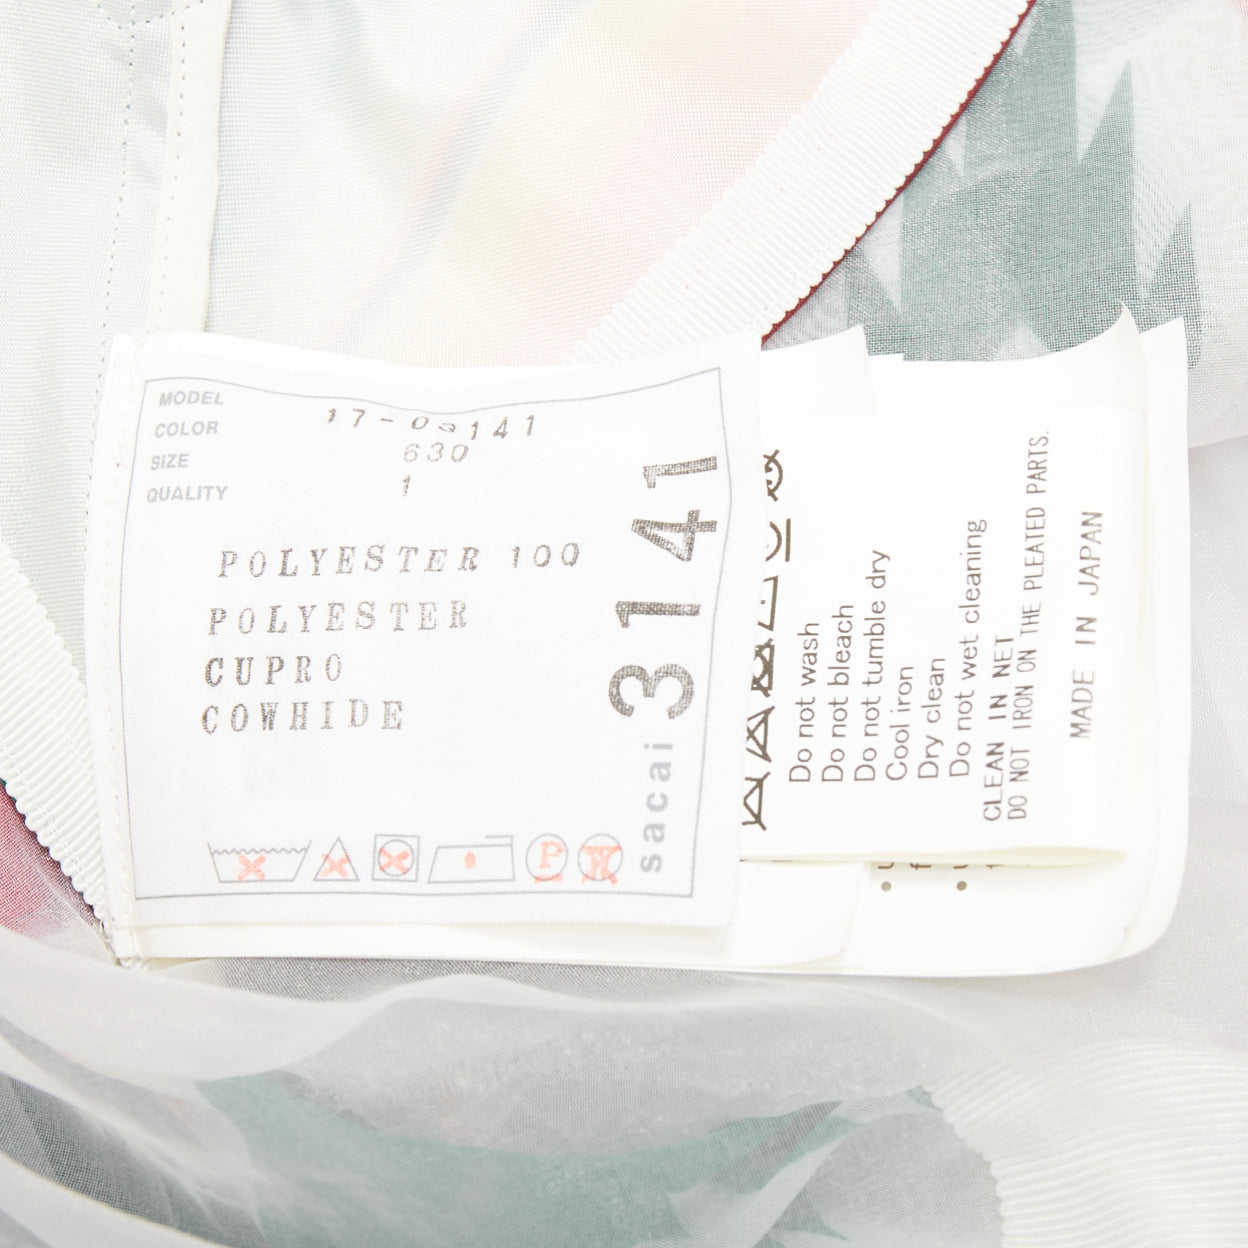 MODEL 17-03141
COLOR 630
SIZE 1
QUALITY
POLYESTER 100
POLYESTER
CUPRO
COWHIDE
sacai 3141
P
Do not wash
Do not bleach
Do not tumble dry
Cool iron
Dry clean
Do not wet cleaning
CLEAN IN NET
DO NOT IRON ON THE PLEATED PARTS.
MADE IN JAPAN